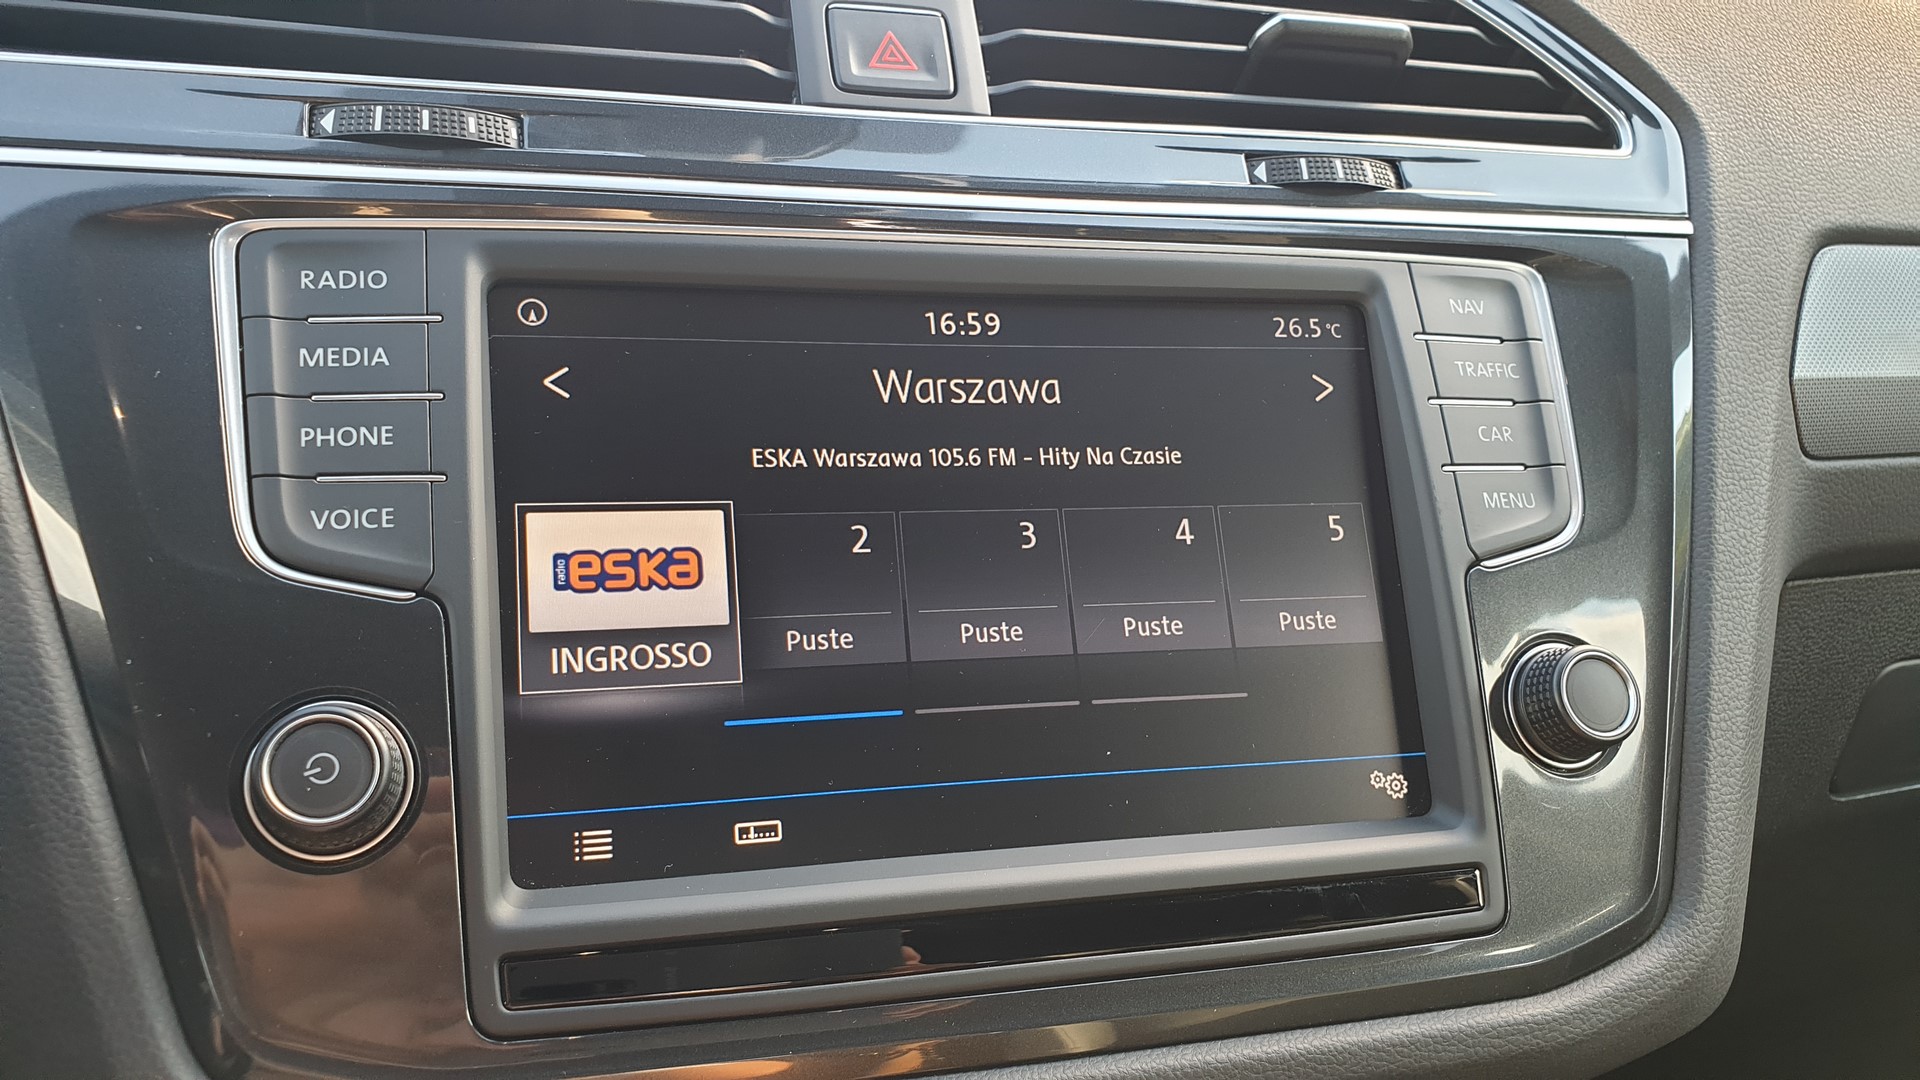 RADIO
MEDIA
PHONE
VOICE
16:59
26.5°C
< Warszawa >
ESKA Warszawa 105.6 FM - Hity Na Czasie
radio eska
INGROSSO
2
Puste
3
Puste
4
Puste
5
Puste
NAV
TRAFFIC
CAR
MENU